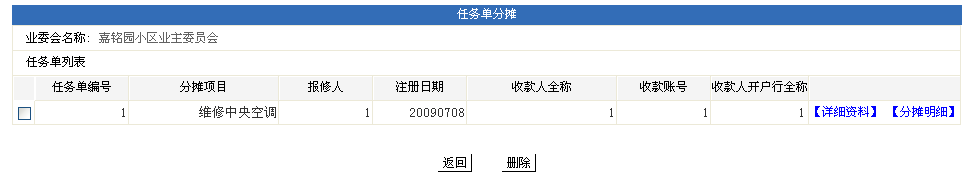 任务单分摊
业委会名称: 嘉铭园小区业主委员会
任务单列表
任务单编号 分摊项目 报修人 注册日期 收款人全称 收款账号 收款人开户行全称
1 维修中央空调 1 20090708 1 1 1 【详细资料】 【分摊明细】
返回 删除